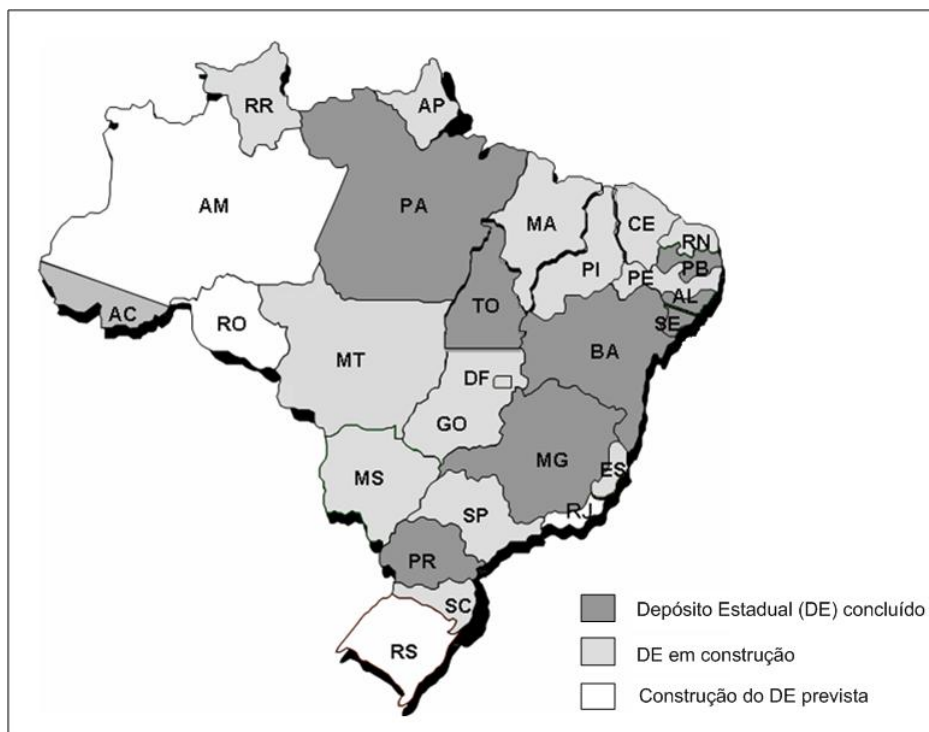 RR
AP
AM
PA
MA
CE
RN
PI
PE
PB
AL
AC
TO
SE
RO
BA
MT
DF
GO
MG
ES
MS
RJ
SP
PR
SC
RS
Depósito Estadual (DE) concluído
DE em construção
Construção do DE prevista